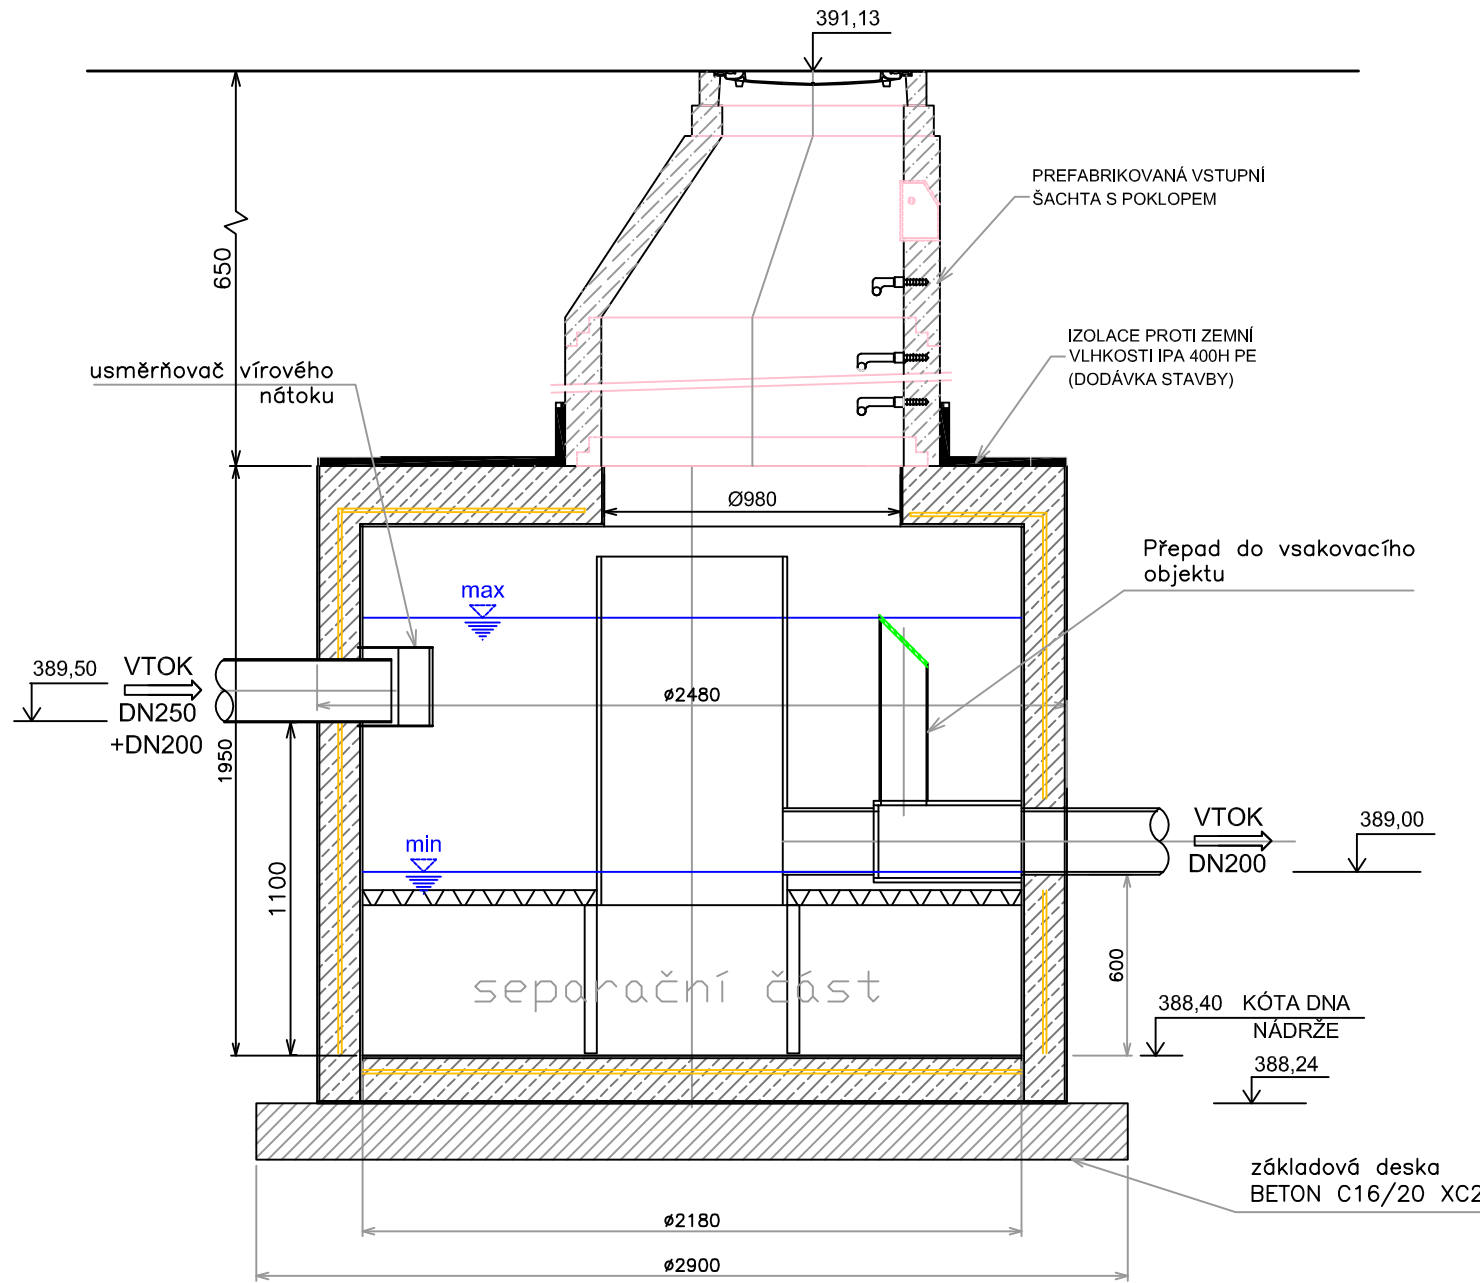 391,13
PREFABRIKOVANÁ VSTUPNÍ
ŠACHTA S POKLOPEM
650
IZOLACE PROTI ZEMNÍ
VLHKOSTI IPA 400H PE
(DODÁVKA STAVBY)
usměrňovač vírového
nátoku
Ø980
Přepad do vsakovacího
objektu
max
389,50
VTOK
DN250
+DN200
ø2480
1950
VTOK
DN200
389,00
min
1100
600
separační část
388,40 KÓTA DNA
NÁDRŽE
388,24
základová deska
BETON C16/20 XC2
ø2180
ø2900